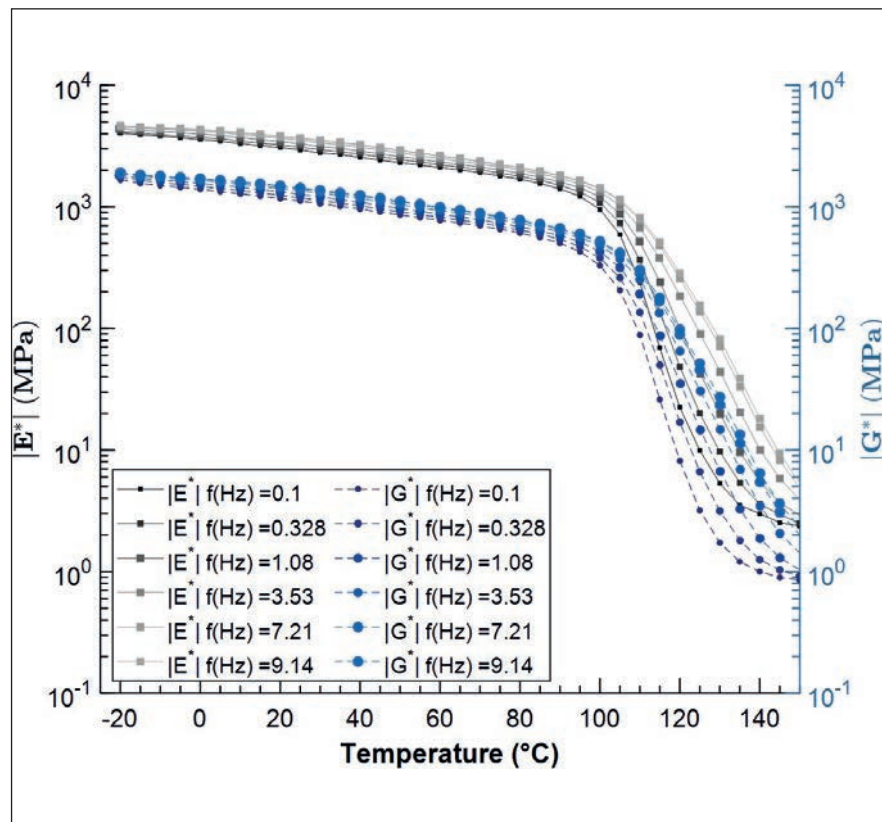 10⁴ 10⁴
10³ 10³
10² 10²
|E*| (MPa) |G*| (MPa)
10¹ 10¹
|E*| f(Hz) =0.1 |G*| f(Hz) =0.1
|E*| f(Hz) =0.328 |G*| f(Hz) =0.328
|E*| f(Hz) =1.08 |G*| f(Hz) =1.08
10⁰ 10⁰
|E*| f(Hz) =3.53 |G*| f(Hz) =3.53
|E*| f(Hz) =7.21 |G*| f(Hz) =7.21
|E*| f(Hz) =9.14 |G*| f(Hz) =9.14
10⁻¹ 10⁻¹
-20 0 20 40 60 80 100 120 140
Temperature (°C)